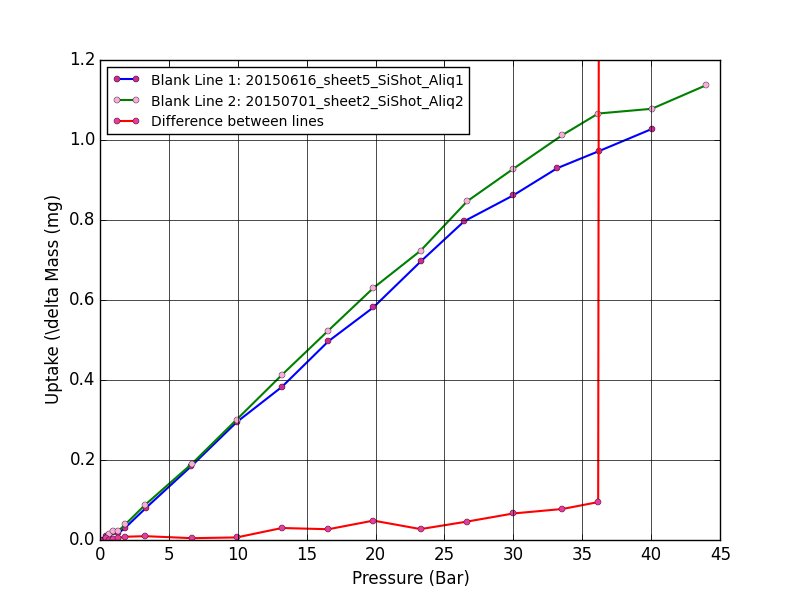 1.2
1.0
0.8
0.6
0.4
0.2
0.0
Uptake (\delta Mass (mg)
Blank Line 1: 20150616_sheet5_SiShot_Aliq1
Blank Line 2: 20150701_sheet2_SiShot_Aliq2
Difference between lines
0 5 10 15 20 25 30 35 40 45
Pressure (Bar)